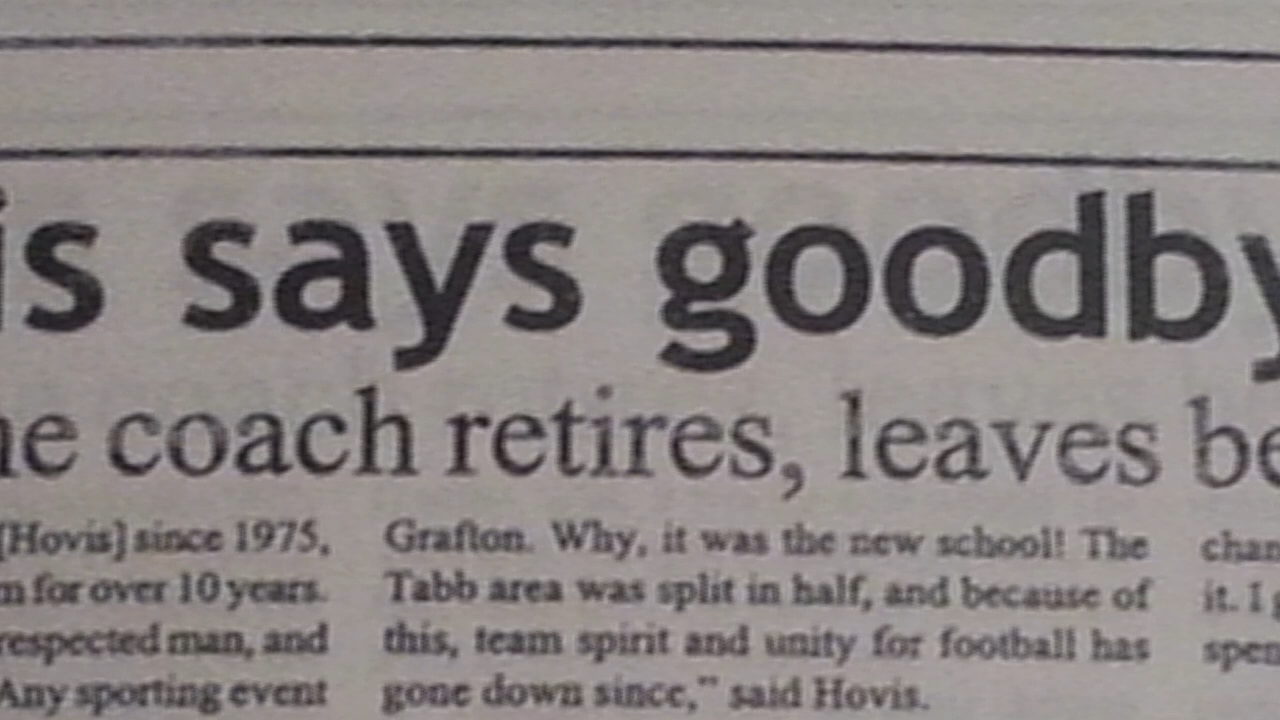 is says goodby
he coach retires, leaves be
[Hovis] since 1975,
m for over 10 years.
respected man, and
Any sporting event
Grafton. Why, it was the new school! The
Tabb area was split in half, and because of
this, team spirit and unity for football has
gone down since," said Hovis.
chan
it. I g
spen